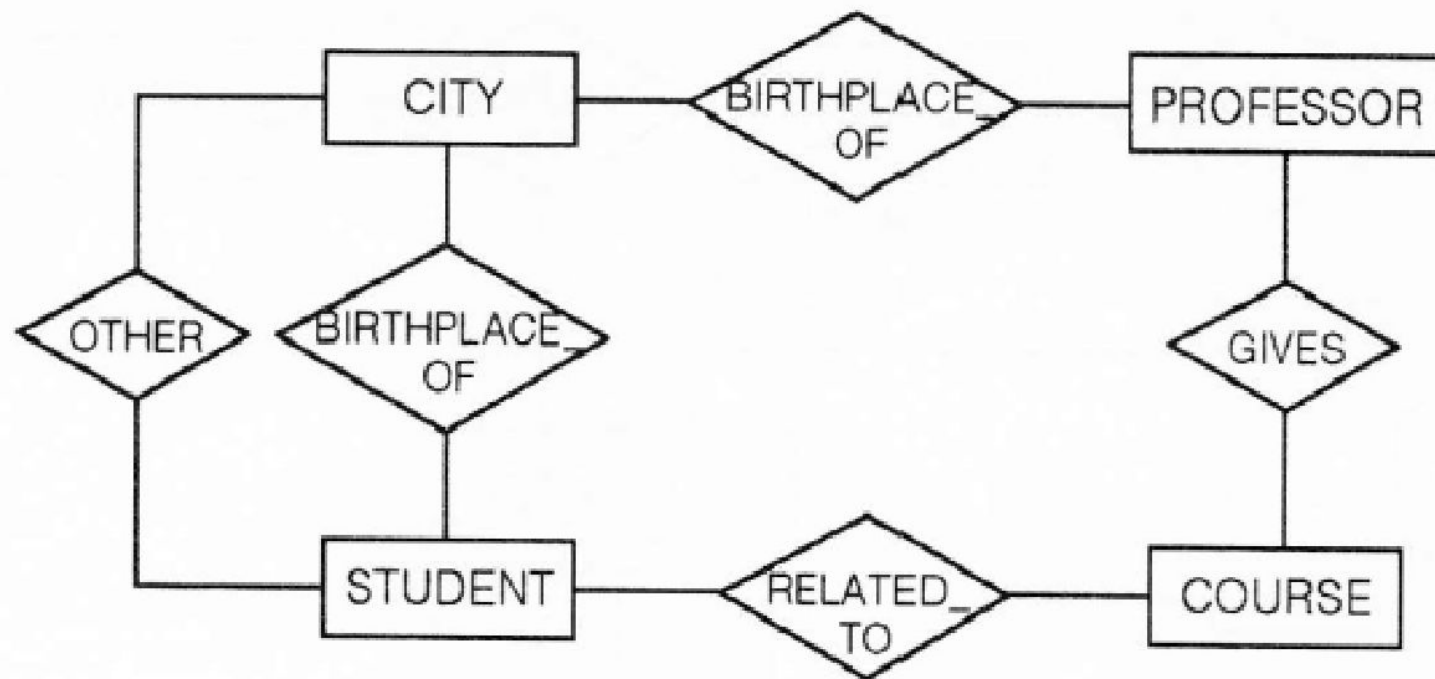 CITY
BIRTHPLACE_
OF
PROFESSOR
OTHER
BIRTHPLACE_
OF
GIVES
STUDENT
RELATED_
TO
COURSE